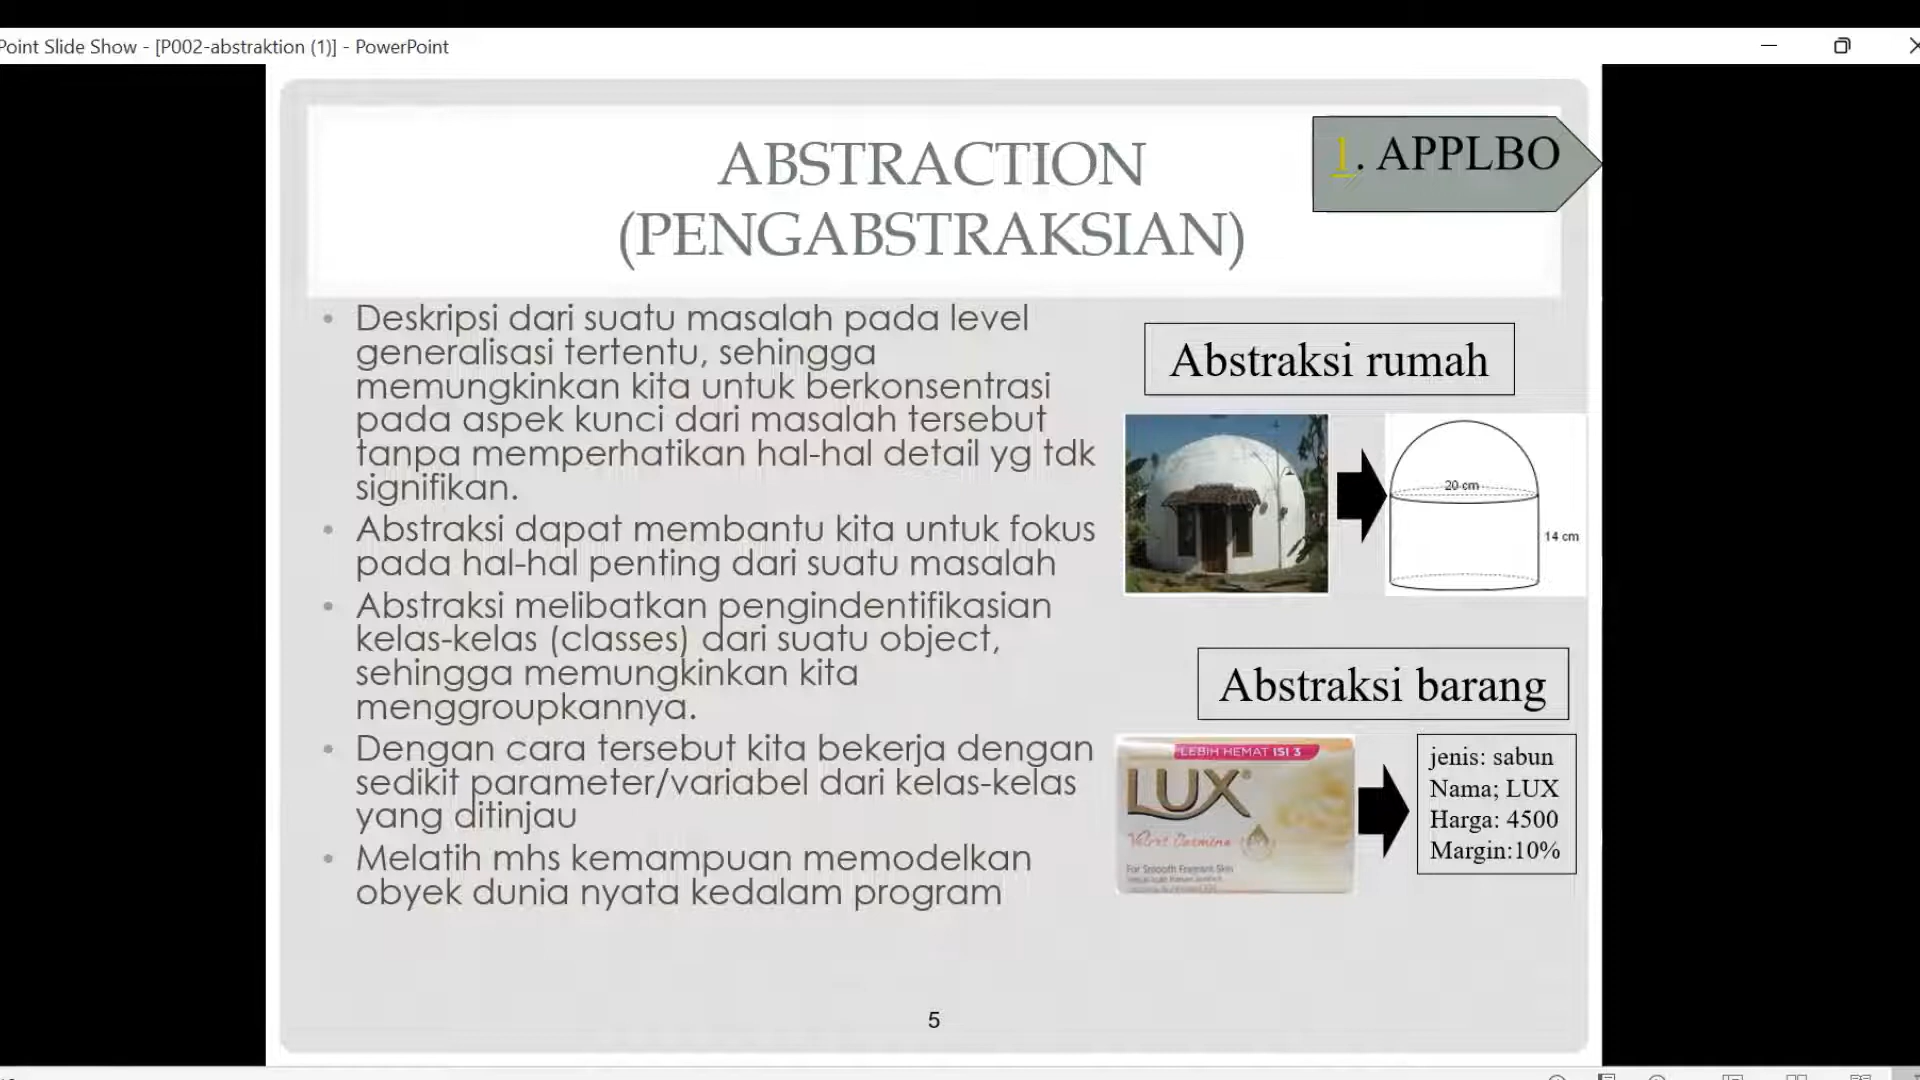 Point Slide Show - [P002-abstraktion (1)] - PowerPoint
ABSTRACTION
(PENGABSTRAKSIAN)
1. APPLBO
• Deskripsi dari suatu masalah pada level
generalisasi tertentu, sehingga
memungkinkan kita untuk berkonsentrasi
pada aspek kunci dari masalah tersebut
tanpa memperhatikan hal-hal detail yg tdk
signifikan.
• Abstraksi dapat membantu kita untuk fokus
pada hal-hal penting dari suatu masalah
• Abstraksi melibatkan pengindentifikasian
kelas-kelas (classes) dari suatu object,
sehingga memungkinkan kita
menggroupkannya.
• Dengan cara tersebut kita bekerja dengan
sedikit parameter/variabel dari kelas-kelas
yang ditinjau
• Melatih mhs kemampuan memodelkan
obyek dunia nyata kedalam program
Abstraksi rumah
20 cm
14 cm
Abstraksi barang
LEBIH HEMAT ISI 3
LUX
Velvet Jasmine
For Smooth Fragrant Skin
jenis: sabun
Nama; LUX
Harga: 4500
Margin:10%
5